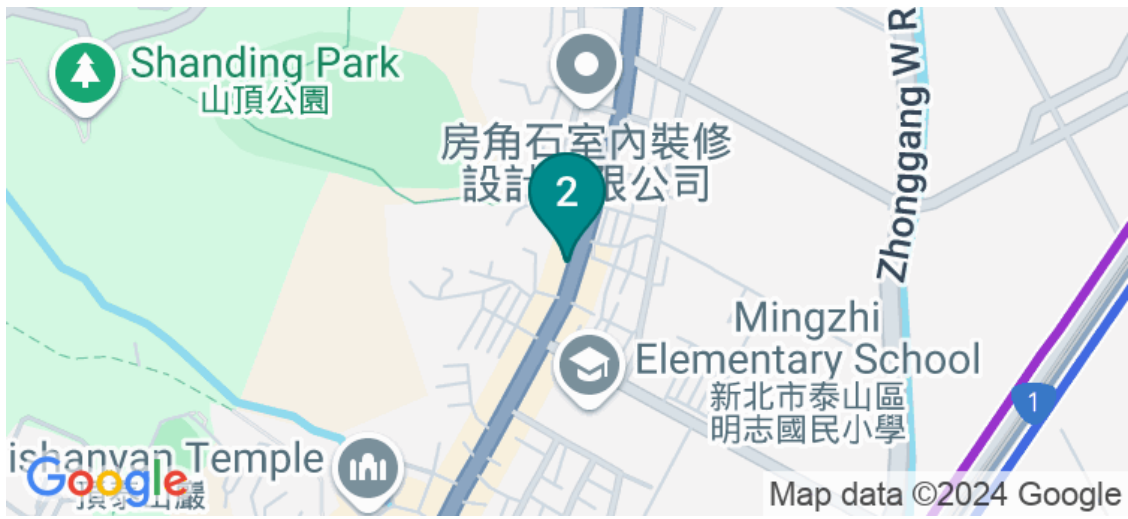 Shanding Park
山頂公園
房角石室內裝修
設計 限公司
2
Zhonggang W R
Mingzhi
Elementary School
新北市泰山區
明志國民小學
1
ishanyan Temple
巖
Google
Map data ©2024 Google